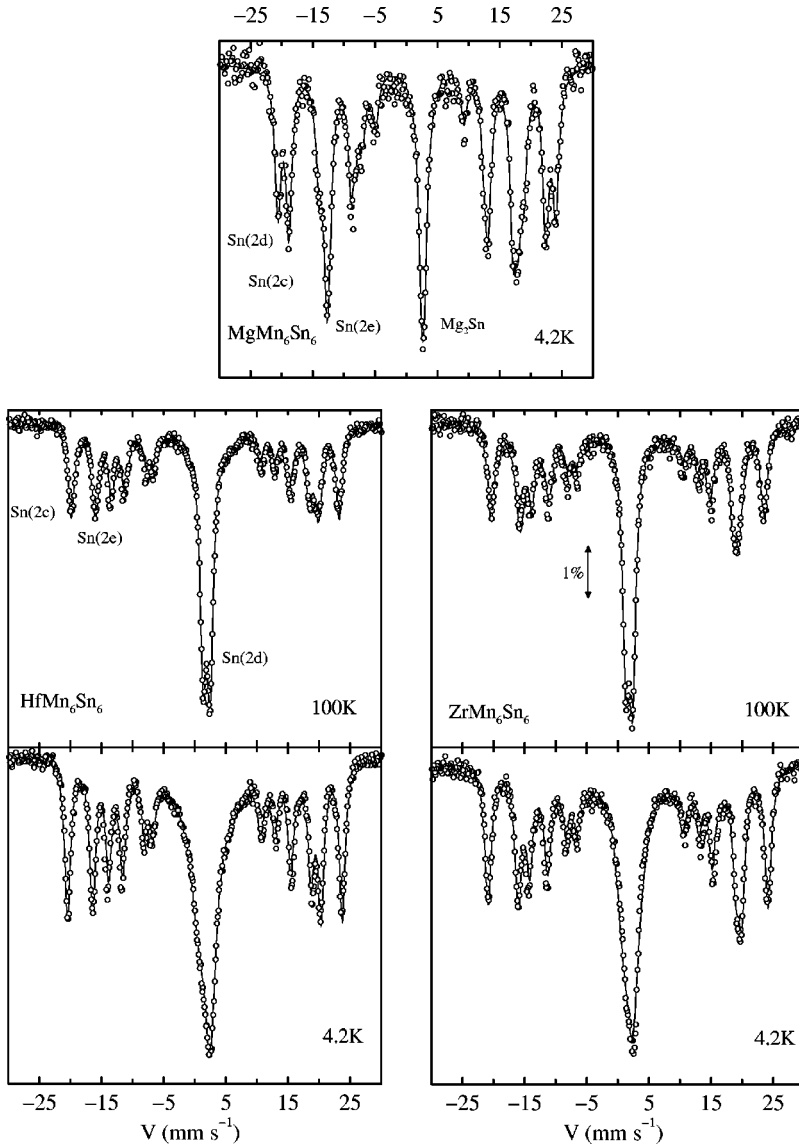 −25 −15 −5 5 15 25
Sn(2d)
Sn(2c)
Sn(2e)
Mg₂Sn
MgMn₆Sn₆
4.2K
Sn(2c)
Sn(2e)
Sn(2d)
HfMn₆Sn₆
100K
1%
ZrMn₆Sn₆
100K
4.2K
4.2K
−25 −15 −5 5 15 25
−25 −15 −5 5 15 25
V (mm s⁻¹)
V (mm s⁻¹)